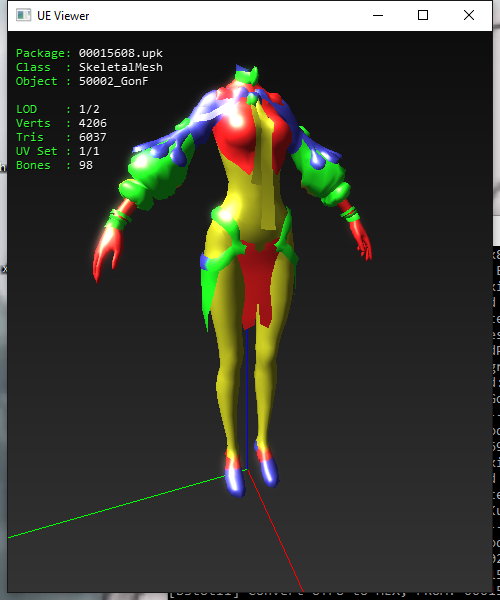 UE Viewer
Package: 00015608.upk
Class : SkeletalMesh
Object : 50002_GonF
LOD : 1/2
Verts : 4206
Tris : 6037
UV Set : 1/1
Bones : 98